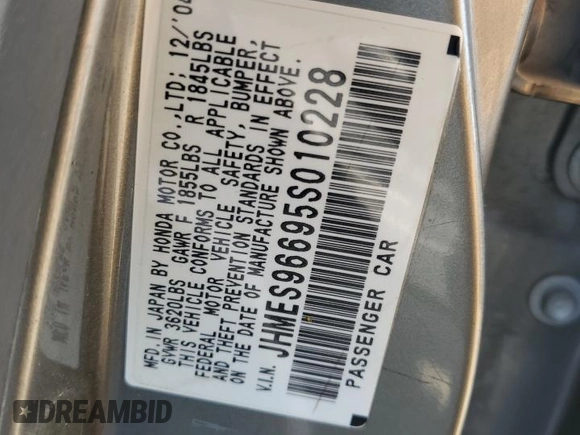 MFD. IN JAPAN BY HONDA MOTOR CO.,LTD; 12/'04
GVWR 3620LBS GAWR F 1855LBS R 1845LBS
THIS VEHICLE CONFORMS TO ALL APPLICABLE
FEDERAL MOTOR VEHICLE SAFETY, BUMPER,
AND THEFT PREVENTION STANDARDS IN EFFECT
ON THE DATE OF MANUFACTURE SHOWN ABOVE.
V.I.N. JHMES96695S010228
PASSENGER CAR
DREAMBID